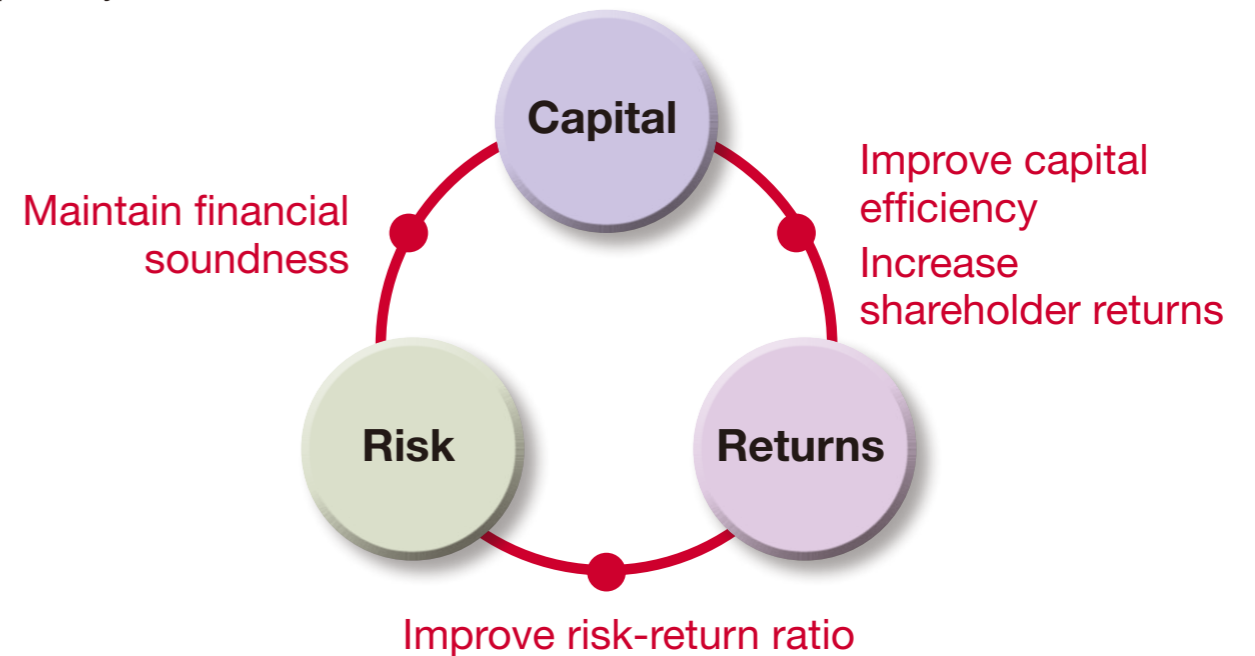 Capital
Maintain financial
soundness
Improve capital
efficiency
Increase
shareholder returns
Risk
Returns
Improve risk-return ratio